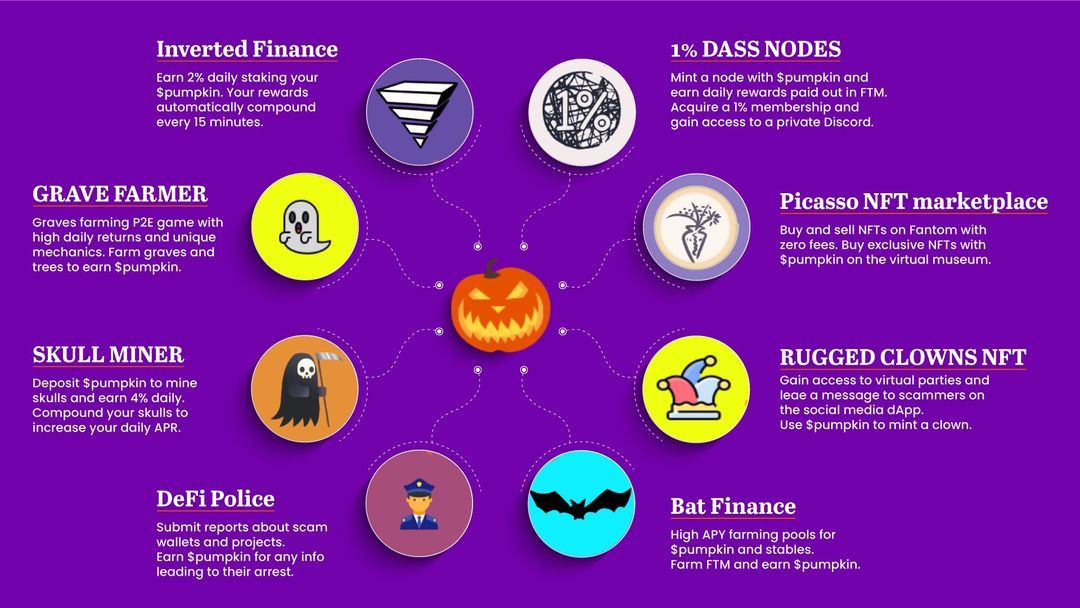 Inverted Finance
Earn 2% daily staking your
$pumpkin. Your rewards
automatically compound
every 15 minutes.
1% DASS NODES
Mint a node with $pumpkin and
earn daily rewards paid out in FTM.
Acquire a 1% membership and
gain access to a private Discord.
1%
GRAVE FARMER
Graves farming P2E game with
high daily returns and unique
mechanics. Farm graves and
trees to earn $pumpkin.
Picasso NFT marketplace
Buy and sell NFTs on Fantom with
zero fees. Buy exclusive NFTs with
$pumpkin on the virtual museum.
SKULL MINER
Deposit $pumpkin to mine
skulls and earn 4% daily.
Compound your skulls to
increase your daily APR.
RUGGED CLOWNS NFT
Gain access to virtual parties and
leae a message to scammers on
the social media dApp.
Use $pumpkin to mint a clown.
DeFi Police
Submit reports about scam
wallets and projects.
Earn $pumpkin for any info
leading to their arrest.
Bat Finance
High APY farming pools for
$pumpkin and stables.
Farm FTM and earn $pumpkin.